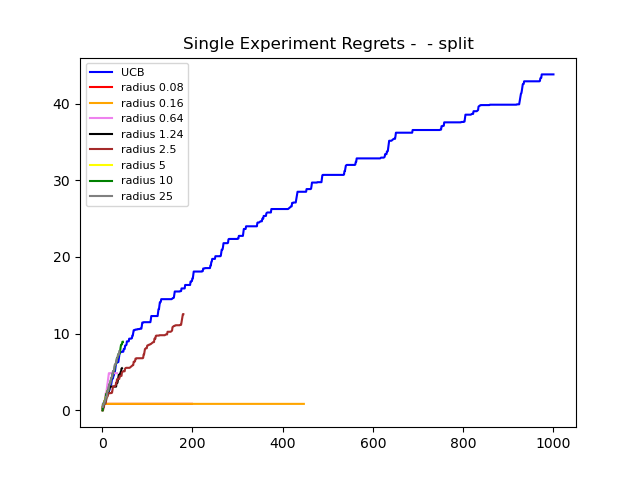 Single Experiment Regrets -  - split
UCB
radius 0.08
radius 0.16
radius 0.64
radius 1.24
radius 2.5
radius 5
radius 10
radius 25
40
30
20
10
0
0 200 400 600 800 1000